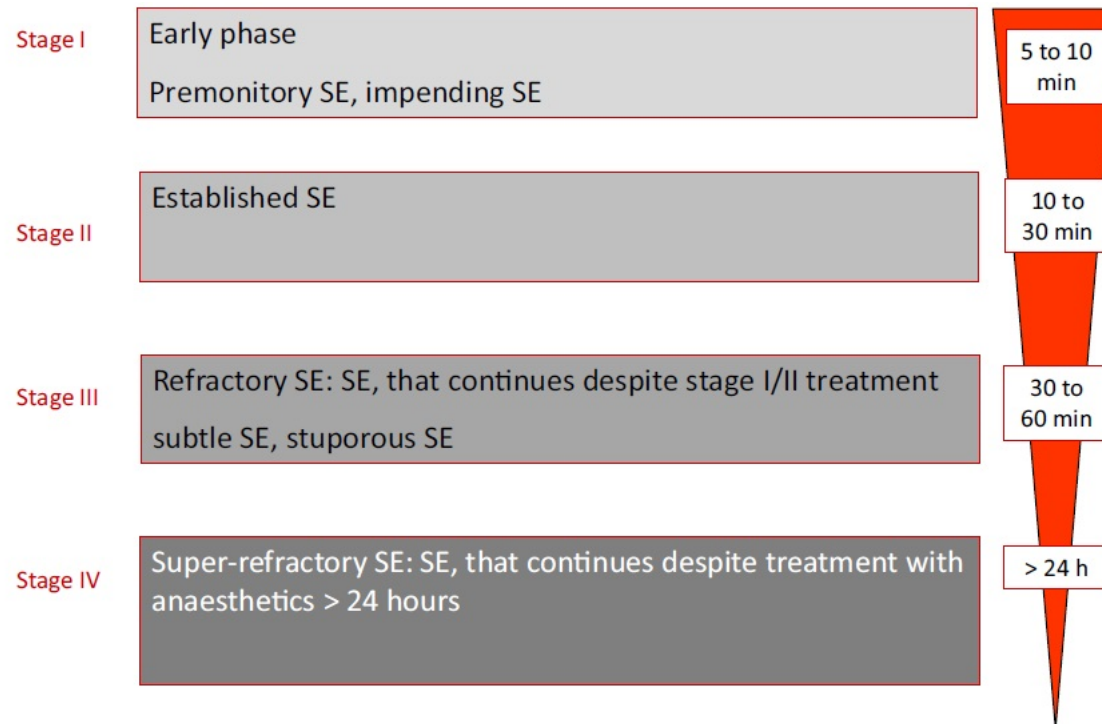 Stage I
Early phase
Premonitory SE, impending SE
5 to 10
min
Stage II
Established SE
10 to
30 min
Stage III
Refractory SE: SE, that continues despite stage I/II treatment
subtle SE, stuporous SE
30 to
60 min
Stage IV
Super-refractory SE: SE, that continues despite treatment with
anaesthetics > 24 hours
> 24 h